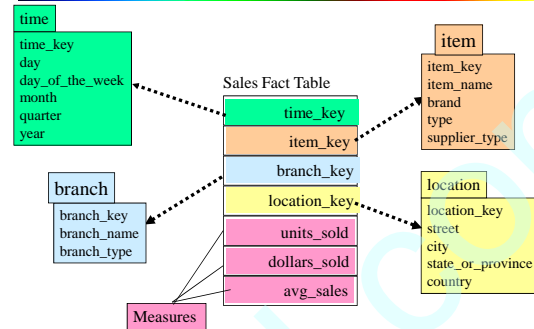 time
time_key
day
day_of_the_week
month
quarter
year
item
item_key
item_name
brand
type
supplier_type
Sales Fact Table
time_key
item_key
branch_key
location_key
units_sold
dollars_sold
avg_sales
branch
branch_key
branch_name
branch_type
location
location_key
street
city
state_or_province
country
Measures